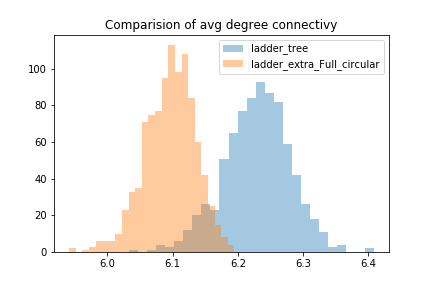 Comparision of avg degree connectivy
ladder_tree
ladder_extra_Full_circular
100
80
60
40
20
0
6.0 6.1 6.2 6.3 6.4